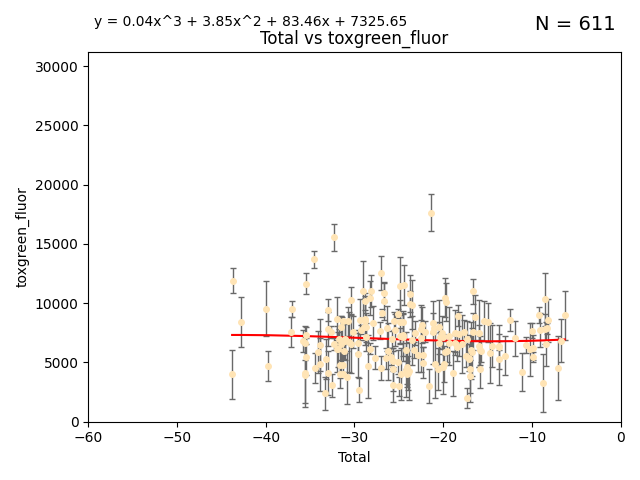 y = 0.04x^3 + 3.85x^2 + 83.46x + 7325.65
N = 611
Total vs toxgreen_fluor
30000
25000
20000
15000
10000
5000
0
toxgreen_fluor
−60
−50
−40
−30
−20
−10
0
Total